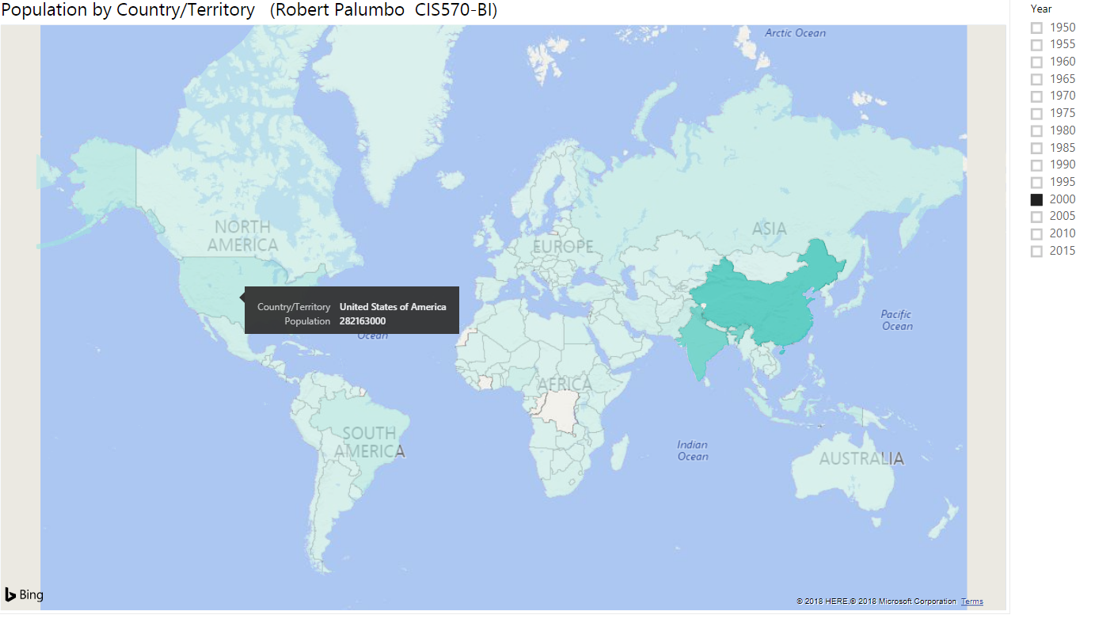 Population by Country/Territory (Robert Palumbo CIS570-BI)
Year
1950
1955
1960
1965
1970
1975
1980
1985
1990
1995
2000
2005
2010
2015
Arctic Ocean
NORTH
AMERICA
EUROPE
ASIA
Country/Territory United States of America
Population 282163000
Ocean
Pacific
Ocean
AFRICA
SOUTH
AMERICA
Indian
Ocean
AUSTRALIA
Bing
© 2018 HERE,© 2018 Microsoft Corporation Terms